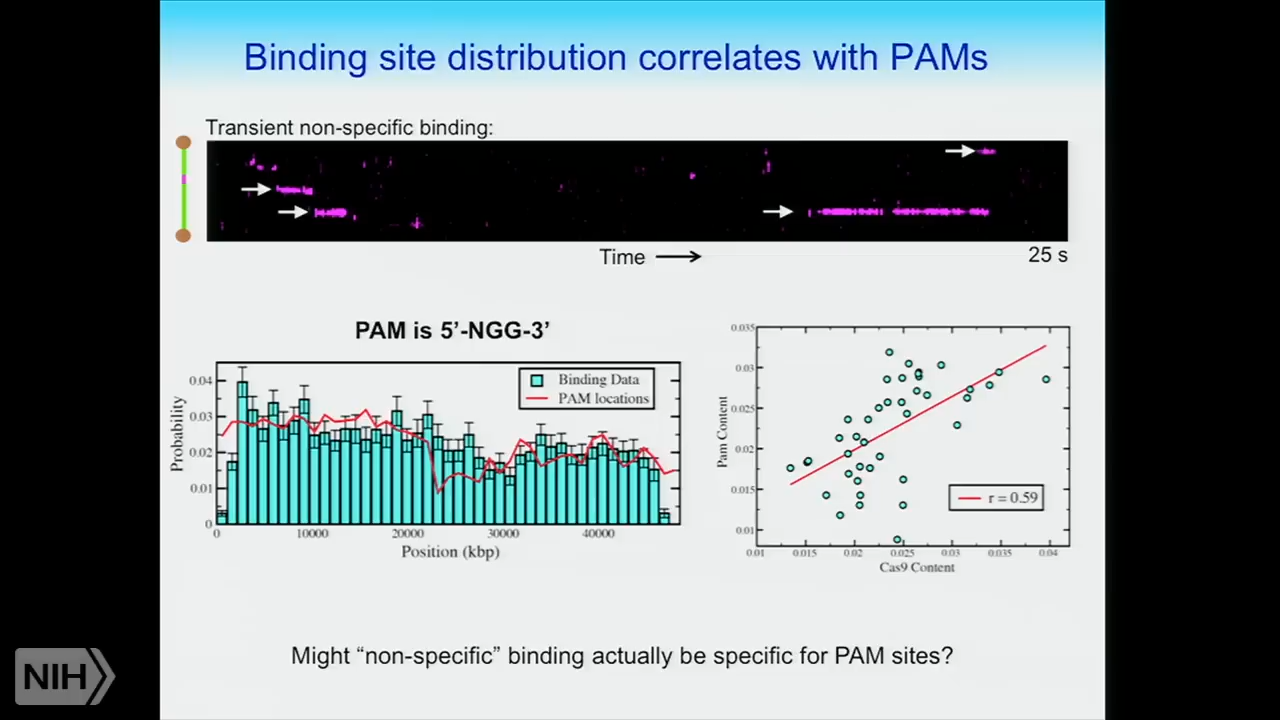 Binding site distribution correlates with PAMs
Transient non-specific binding:
Time
25 s
PAM is 5'-NGG-3'
Binding Data
PAM locations
Probability
0.04
0.03
0.02
0.01
0
0
10000
20000
30000
40000
Position (kbp)
r = 0.59
Pam Content
0.035
0.03
0.025
0.02
0.015
0.01
0.01
0.015
0.02
0.025
0.03
0.035
0.04
Cas9 Content
Might “non-specific” binding actually be specific for PAM sites?
NIH